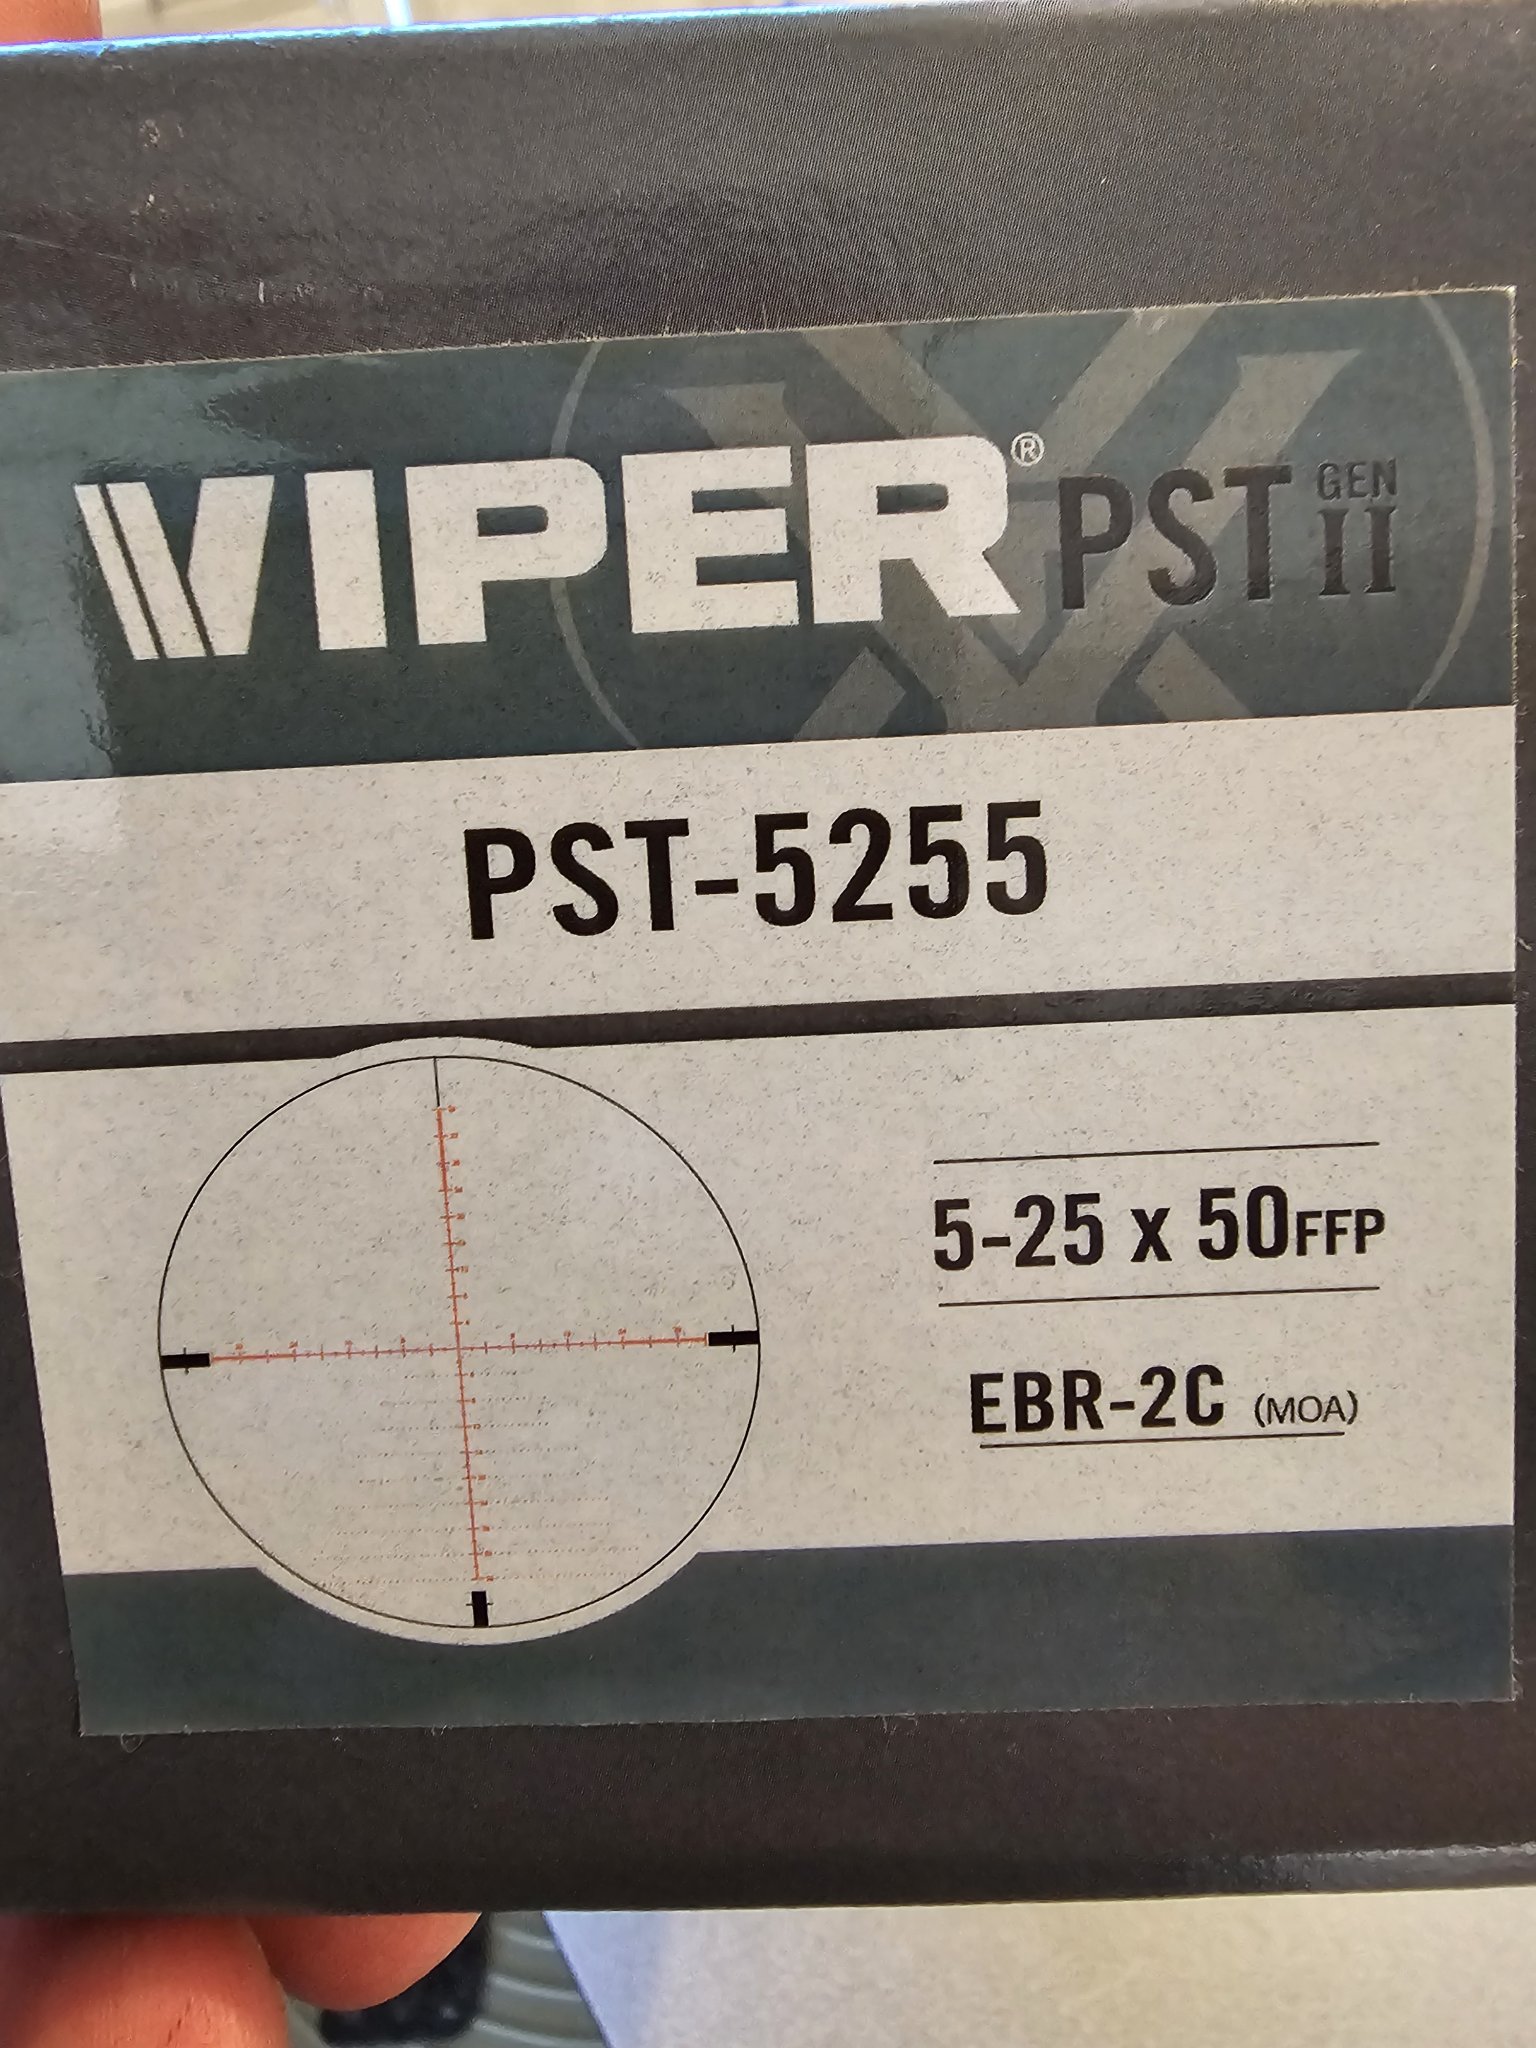 VIPER® PST GEN II
PST-5255
5-25 x 50FFP
EBR-2C (MOA)